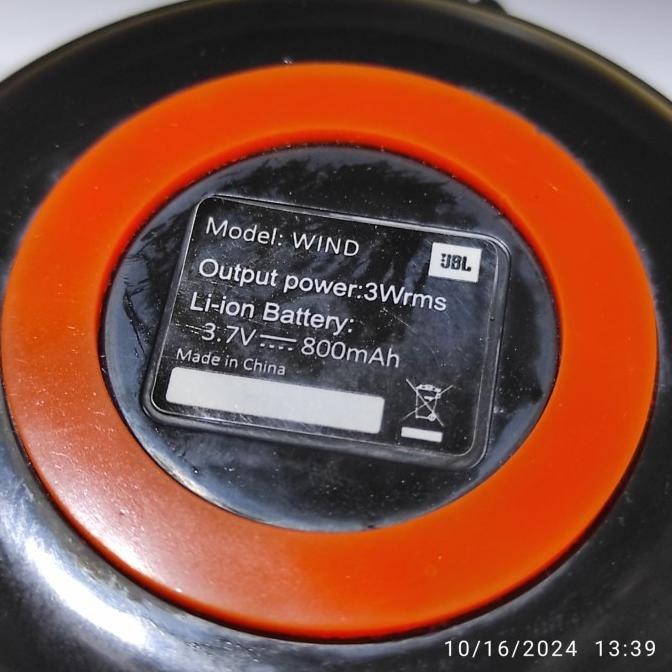 Model: WIND
JBL
Output power:3Wrms
Li-ion Battery:
3.7V 800mAh
Made in China
10/16/2024 13:39